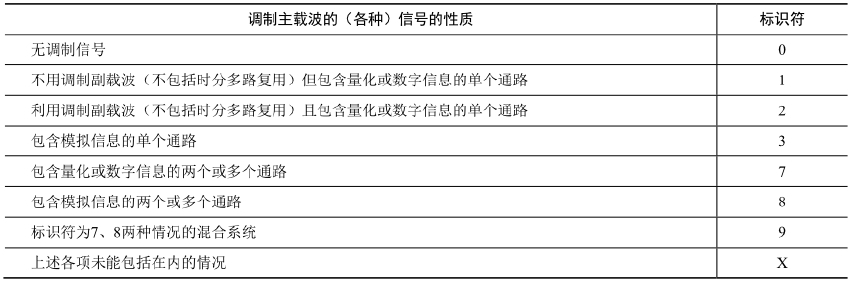 调制主载波的（各种）信号的性质 标识符
无调制信号 0
不用调制副载波（不包括时分多路复用）但包含量化或数字信息的单个通路 1
利用调制副载波（不包括时分多路复用）且包含量化或数字信息的单个通路 2
包含模拟信息的单个通路 3
包含量化或数字信息的两个或多个通路 7
包含模拟信息的两个或多个通路 8
标识符为7、8两种情况的混合系统 9
上述各项未能包括在内的情况 X